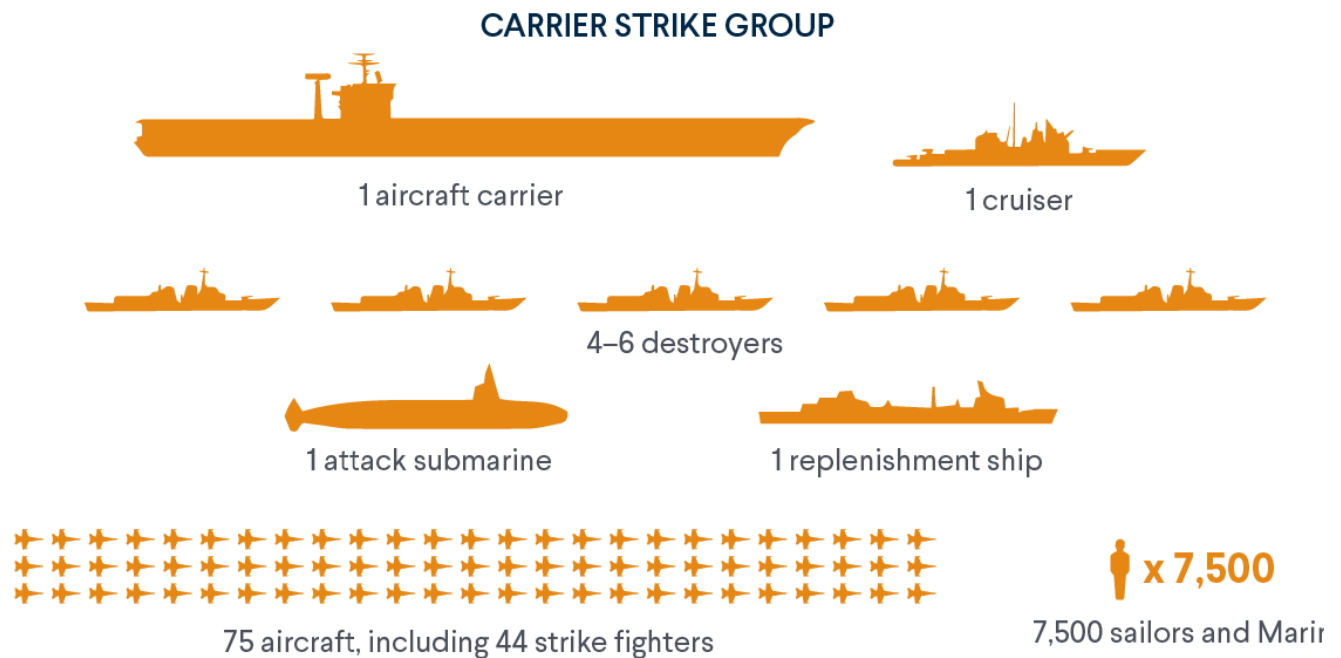 CARRIER STRIKE GROUP
1 aircraft carrier
1 cruiser
4–6 destroyers
1 attack submarine
1 replenishment ship
x 7,500
75 aircraft, including 44 strike fighters
7,500 sailors and